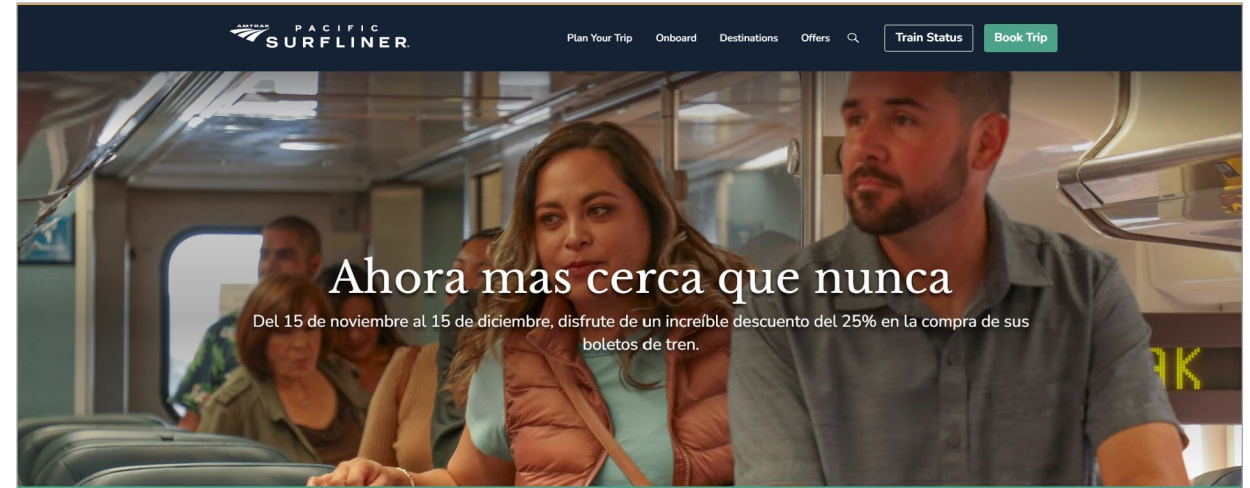 AMTRAK
PACIFIC
SURFLINER
Plan Your Trip Onboard Destinations Offers Train Status Book Trip
Ahora mas cerca que nunca
Del 15 de noviembre al 15 de diciembre, disfrute de un increíble descuento del 25% en la compra de sus
boletos de tren.
AK